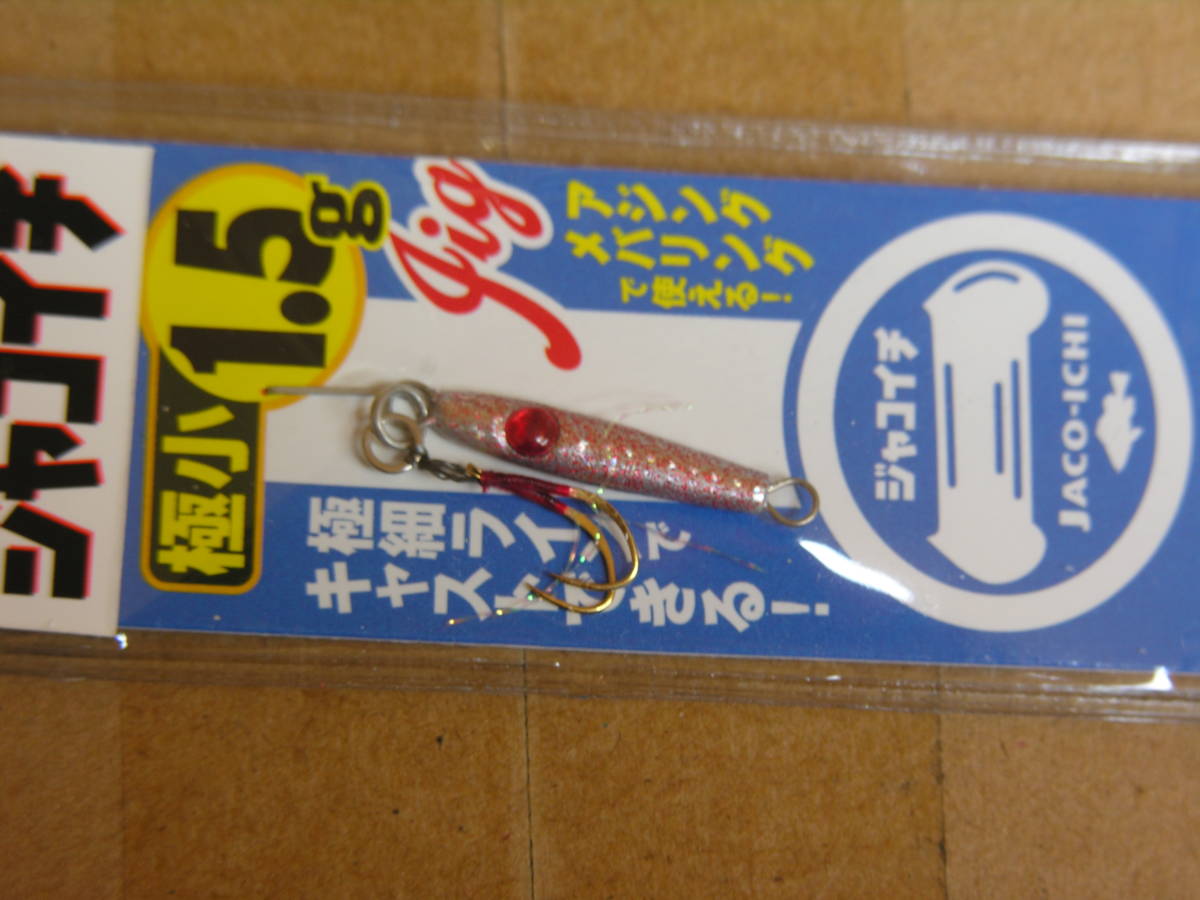 ジャコイチ
極小
1.5g
Jig
アジング
メバリング
で使える!
極細ラインで
キャストできる!
ジャコイチ
JACO-ICHI